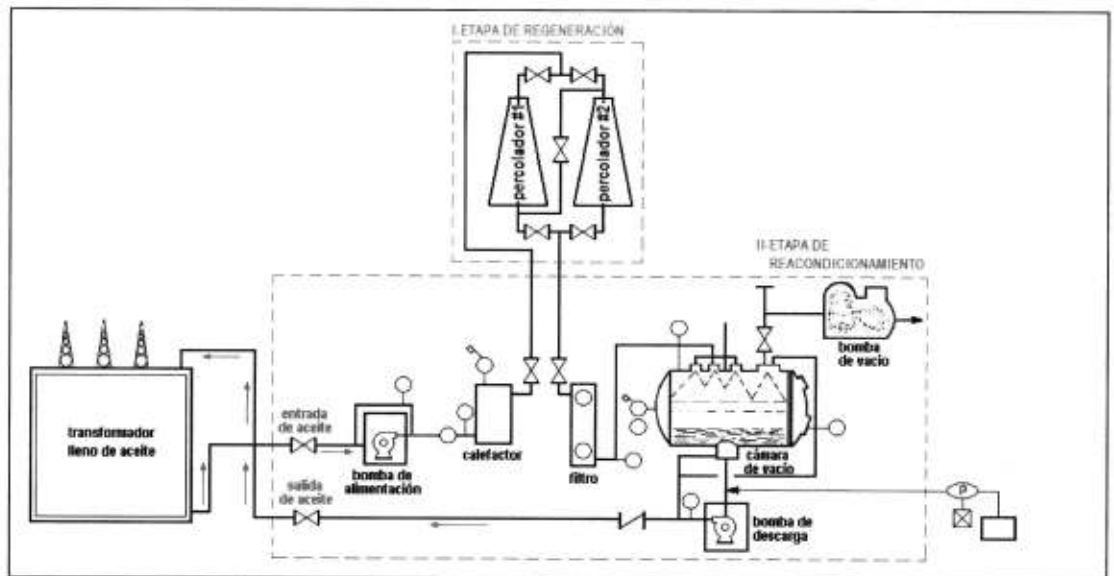 I-ETAPA DE REGENERACIÓN
percolador #1
percolador #2
II-ETAPA DE
REACONDICIONAMIENTO
bomba
de vacío
transformador
lleno de aceite
entrada
de aceite
bomba de
alimentación
calefactor
filtro
cámara
de vacío
salida
de aceite
bomba de
descarga
P